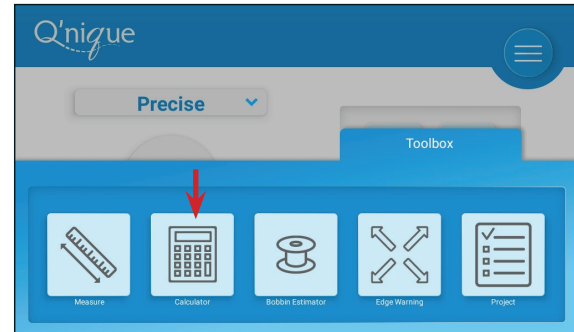 Q'nique
Precise
Toolbox
Measure
Calculator
Bobbin Estimator
Edge Warning
Project